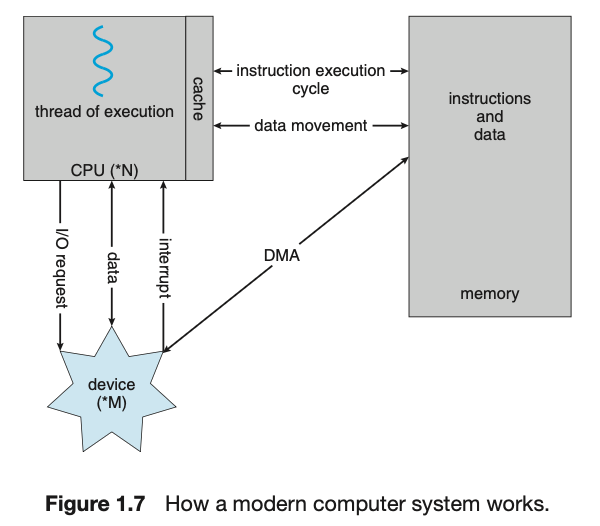 thread of execution
cache
CPU (*N)
instruction execution
cycle
data movement
instructions
and
data
memory
DMA
I/O request
data
interrupt
device
(*M)
Figure 1.7 How a modern computer system works.